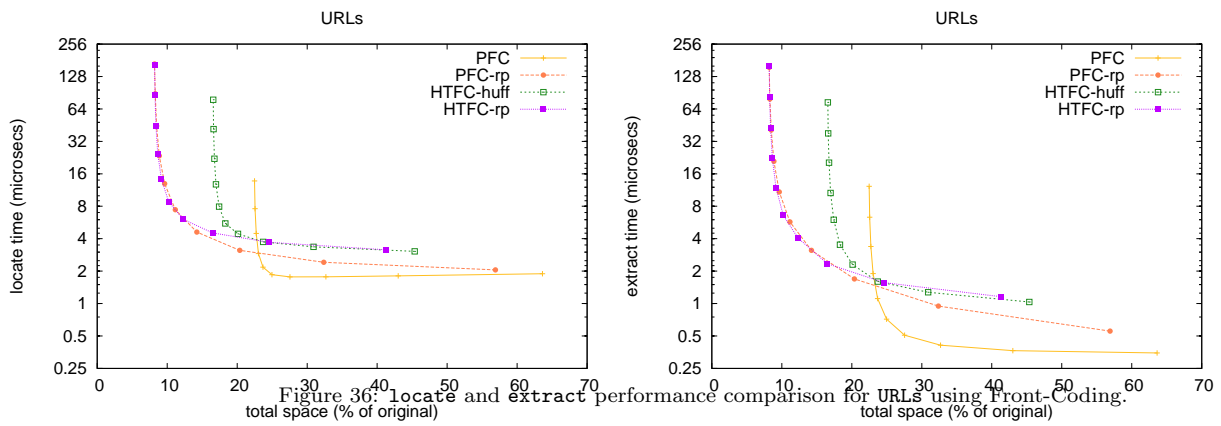 URLs
256
128
64
32
16
8
4
2
1
0.5
0.25
locate time (microsecs)
PFC
PFC-rp
HTFC-huff
HTFC-rp
0 10 20 30 40 50 60 70
total space (% of original)
URLs
256
128
64
32
16
8
4
2
1
0.5
0.25
extract time (microsecs)
PFC
PFC-rp
HTFC-huff
HTFC-rp
0 10 20 30 40 50 60 70
total space (% of original)
Figure 36: locate and extract performance comparison for URLs using Front-Coding.